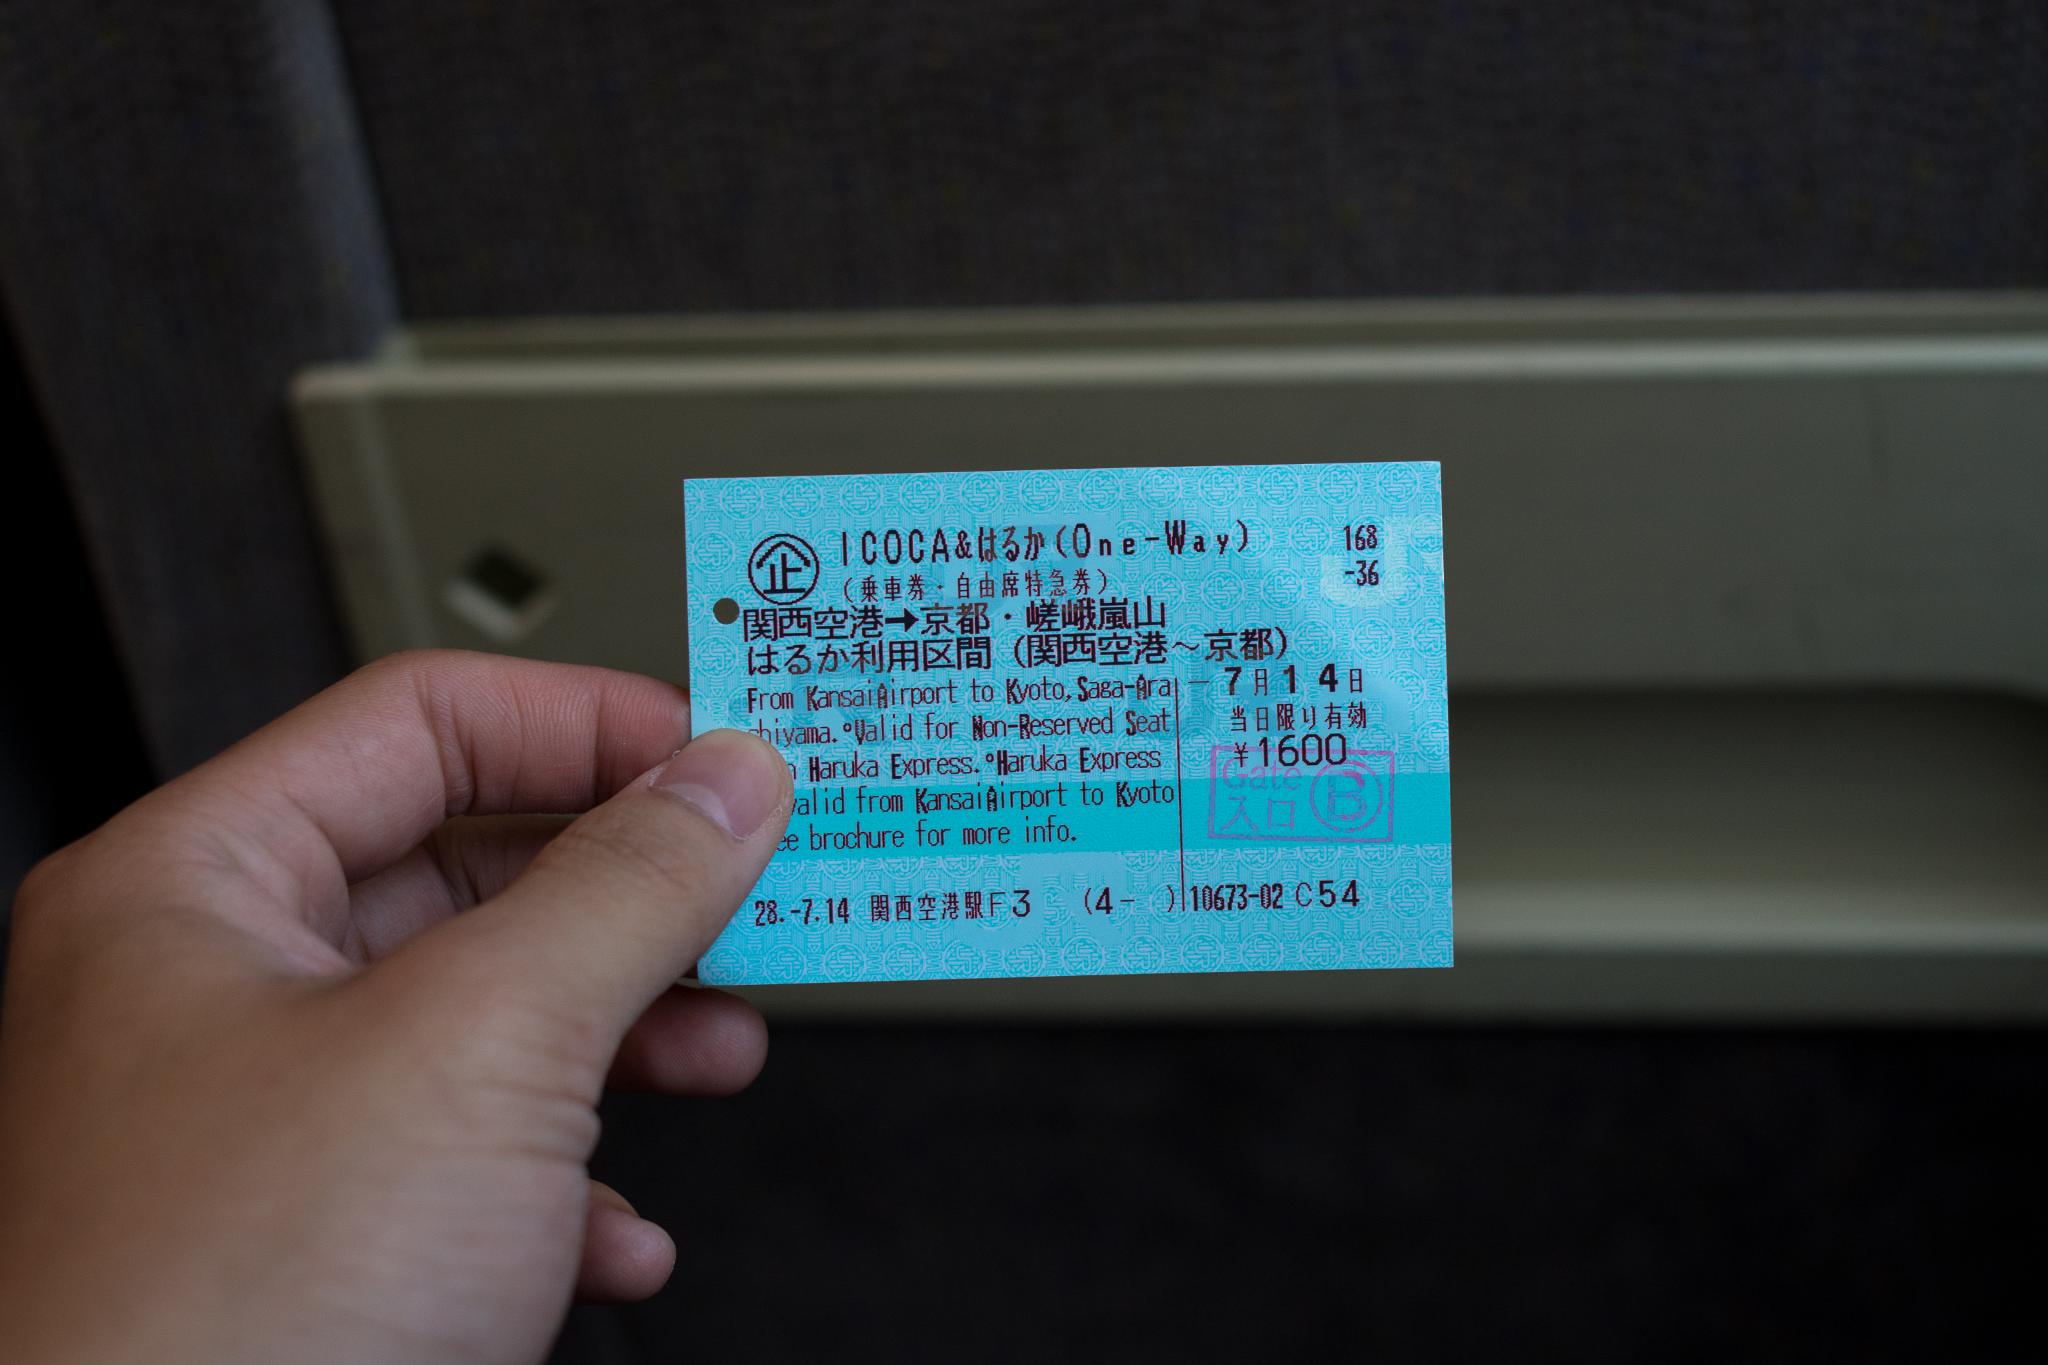 企 ICOCA&はるか(One-Way) 168
(乗車券・自由席特急券) -36
関西空港→京都・嵯峨嵐山
はるか利用区間 (関西空港～京都)
From KansaiAirport to Kyoto, Saga-Ara
shiyama.°Valid for Non-Reserved Seat
Haruka Express.°Haruka Express
valid from KansaiAirport to Kyoto
brochure for more info.
-7月14日
当日限り有効
¥1600
Gate
入口 B
28.-7.14 関西空港駅F3 (4- ) 10673-02 C54